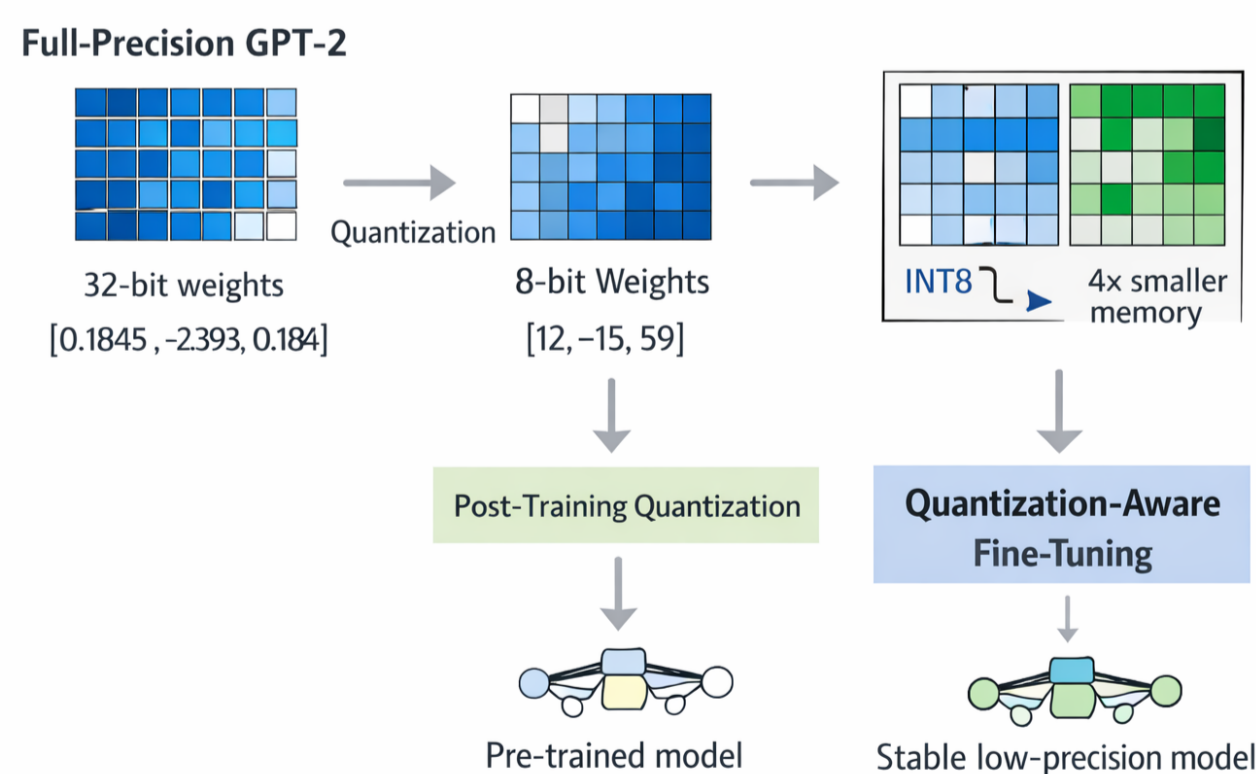 Full-Precision GPT-2
Quantization
32-bit weights
[0.1845 , -2.393, 0.184]
8-bit Weights
[12, -15, 59]
INT8
4x smaller
memory
Post-Training Quantization
Quantization-Aware
Fine-Tuning
Pre-trained model
Stable low-precision model